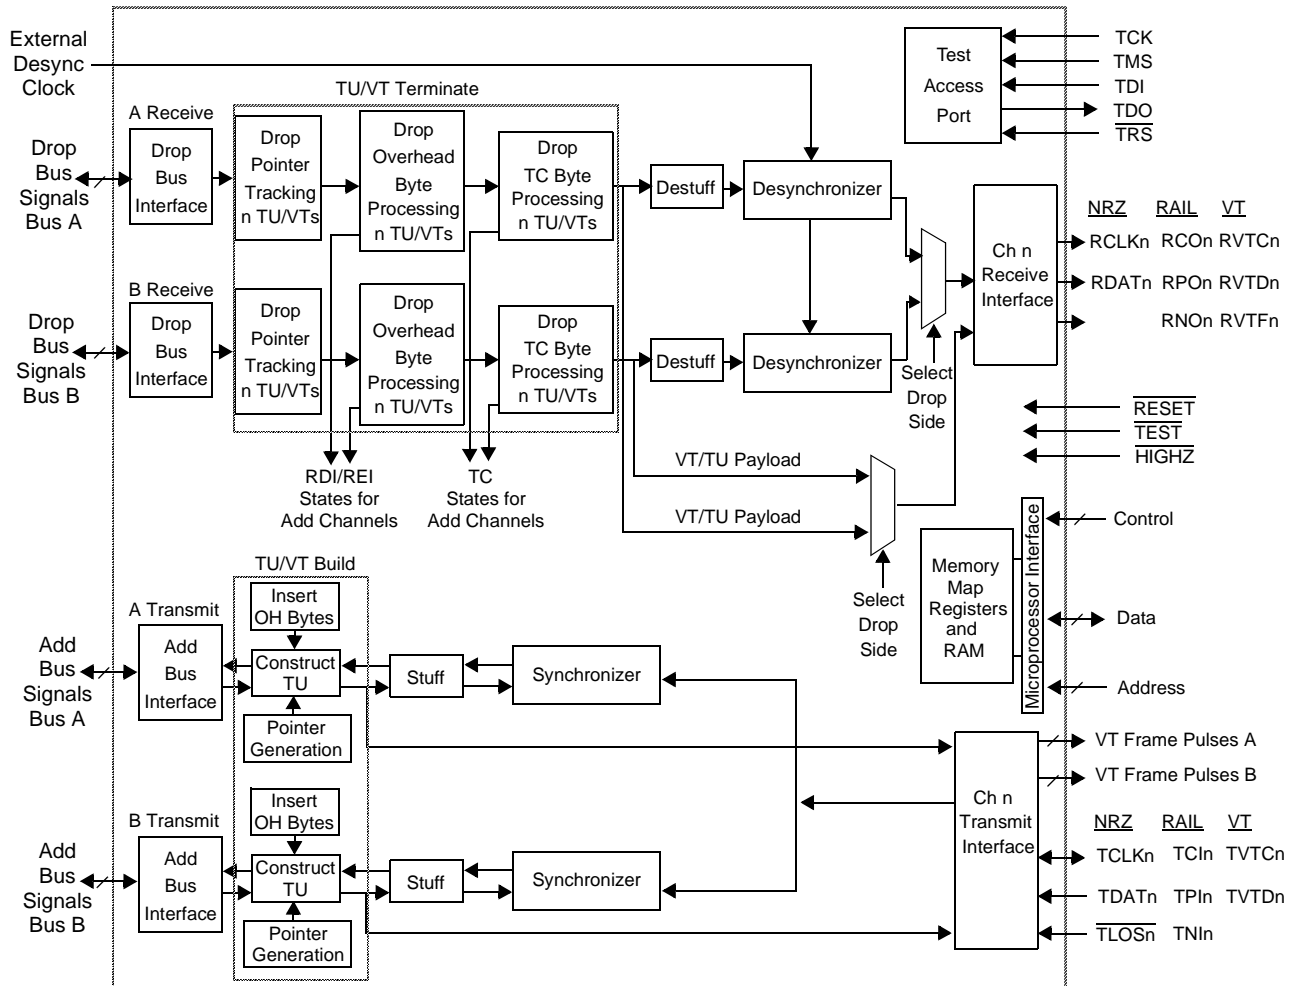 External
Desync
Clock
TU/VT Terminate
A Receive
Drop
Bus
Signals
Bus A
Drop
Bus
Interface
Drop
Pointer
Tracking
n TU/VTs
Drop
Overhead
Byte
Processing
n TU/VTs
Drop
TC Byte
Processing
n TU/VTs
Destuff
Desynchronizer
Test
Access
Port
TCK
TMS
TDI
TDO
TRS
NRZ RAIL VT
RCLKn RCOn RVTCn
RDATn RPOn RVTDn
RNOn RVTFn
Ch n
Receive
Interface
B Receive
Drop
Bus
Signals
Bus B
Drop
Bus
Interface
Drop
Pointer
Tracking
n TU/VTs
Drop
Overhead
Byte
Processing
n TU/VTs
Drop
TC Byte
Processing
n TU/VTs
Destuff
Desynchronizer
Select
Drop
Side
RESET
TEST
HIGHZ
RDI/REI
States for
Add Channels
TC
States for
Add Channels
VT/TU Payload
VT/TU Payload
Select
Drop
Side
Memory
Map
Registers
and
RAM
Microprocessor Interface
Control
Data
Address
TU/VT Build
A Transmit
Add
Bus
Signals
Bus A
Add
Bus
Interface
Insert
OH Bytes
Construct
TU
Pointer
Generation
Stuff
Synchronizer
VT Frame Pulses A
VT Frame Pulses B
Ch n
Transmit
Interface
NRZ RAIL VT
TCLKn TCIn TVTCn
TDATn TPIn TVTDn
TLOSn TNIn
B Transmit
Add
Bus
Signals
Bus B
Add
Bus
Interface
Insert
OH Bytes
Construct
TU
Pointer
Generation
Stuff
Synchronizer